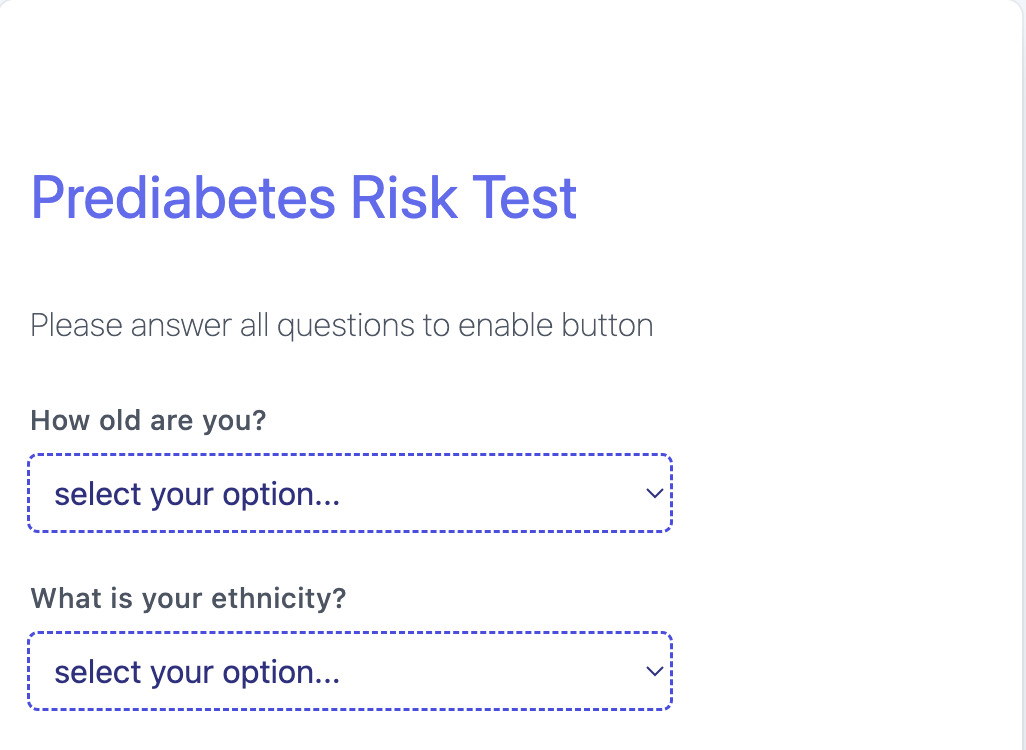 Prediabetes Risk Test
Please answer all questions to enable button
How old are you?
select your option...
What is your ethnicity?
select your option...